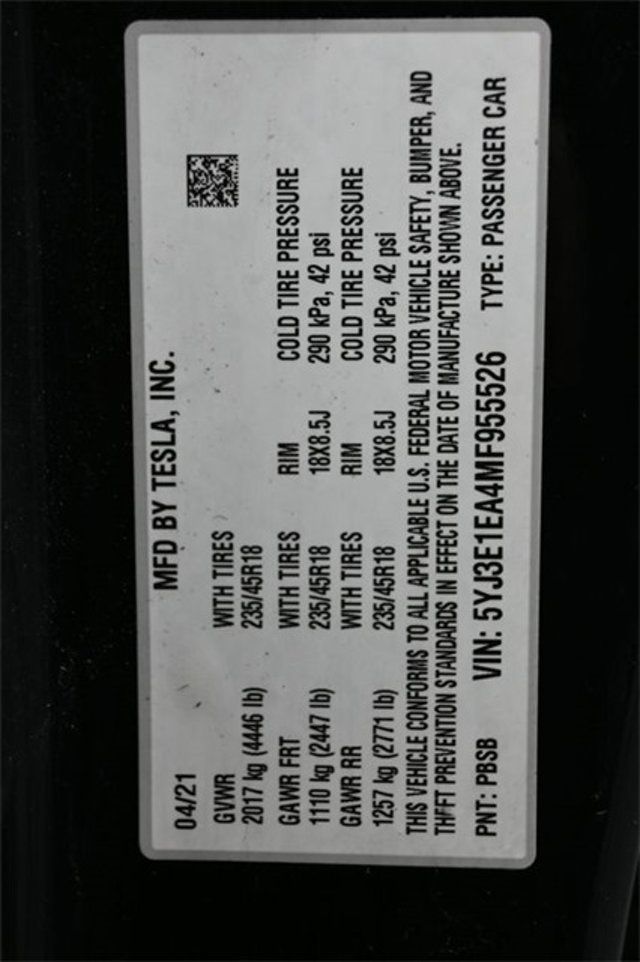 MFD BY TESLA, INC.
04/21
GVWR WITH TIRES
2017 kg (4446 lb) 235/45R18
GAWR FRT WITH TIRES RIM COLD TIRE PRESSURE
1110 kg (2447 lb) 235/45R18 18X8.5J 290 kPa, 42 psi
GAWR RR WITH TIRES RIM COLD TIRE PRESSURE
1257 kg (2771 lb) 235/45R18 18X8.5J 290 kPa, 42 psi
THIS VEHICLE CONFORMS TO ALL APPLICABLE U.S. FEDERAL MOTOR VEHICLE SAFETY, BUMPER, AND
THFFT PREVENTION STANDARDS IN EFFECT ON THE DATE OF MANUFACTURE SHOWN ABOVE.
PNT: PBSB VIN: 5YJ3E1EA4MF955526 TYPE: PASSENGER CAR